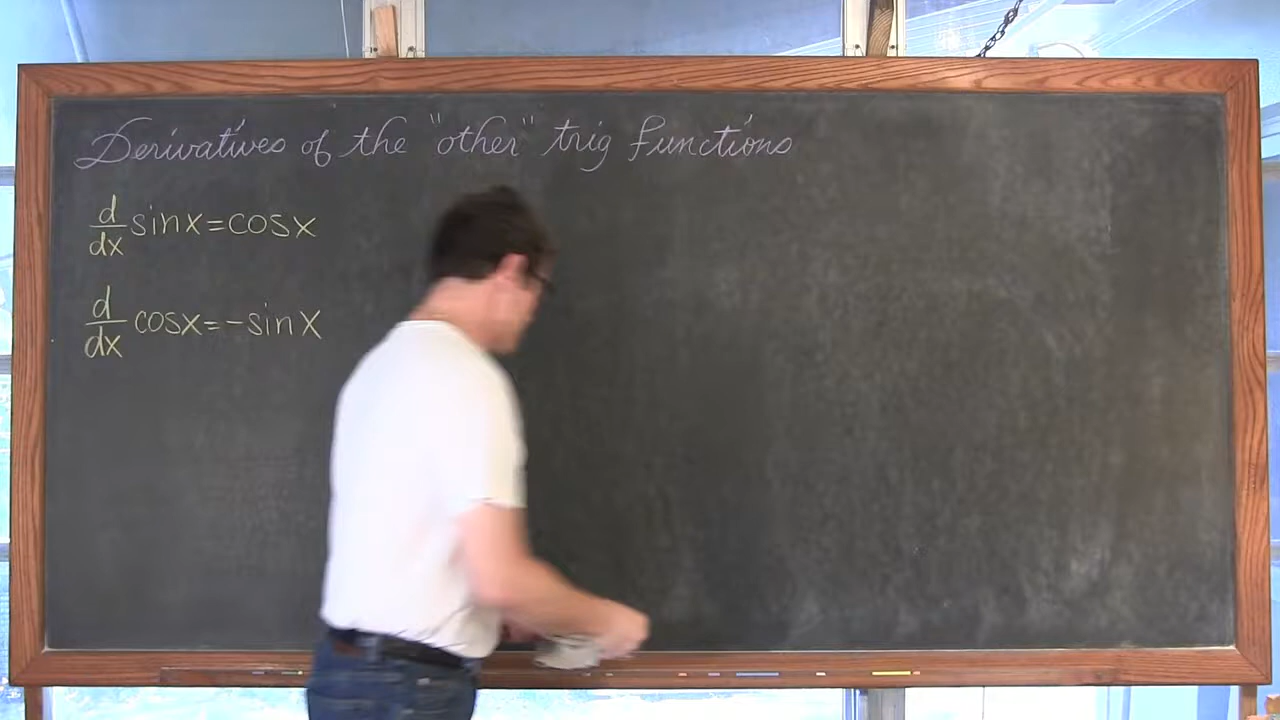 Derivatives of the "other" trig functions
d/dx sinx=cosx
d/dx cosx=-sinx